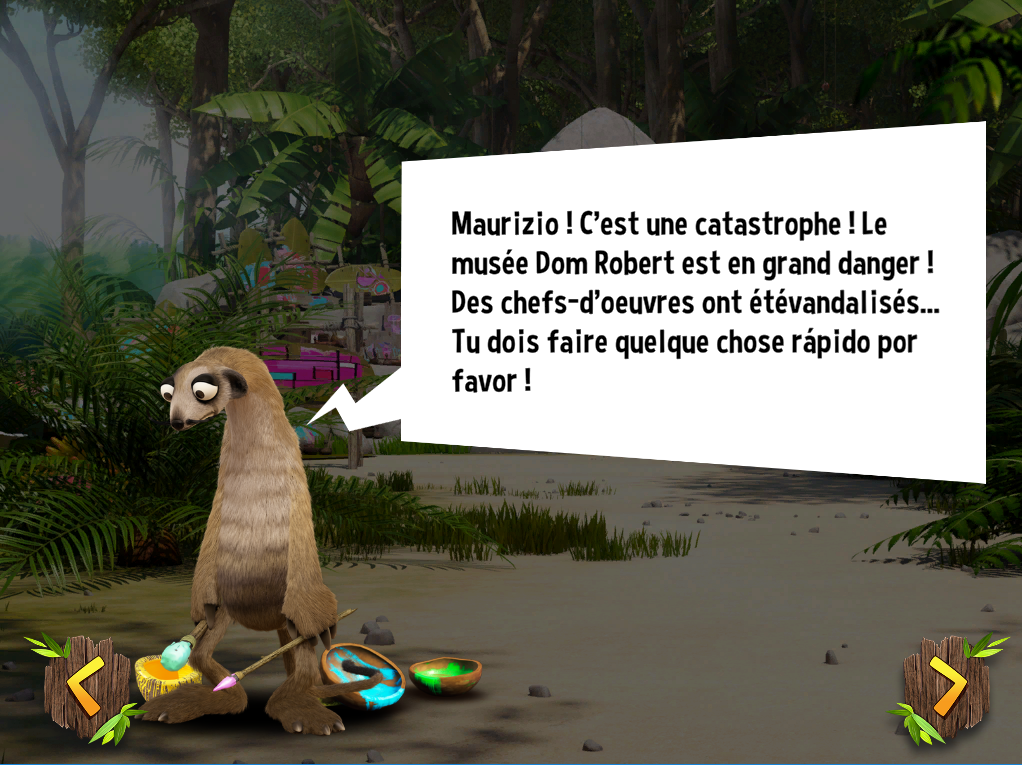 Maurizio ! C'est une catastrophe ! Le
musée Dom Robert est en grand danger !
Des chefs-d'oeuvres ont étévandalisés...
Tu dois faire quelque chose rápido por
favor !